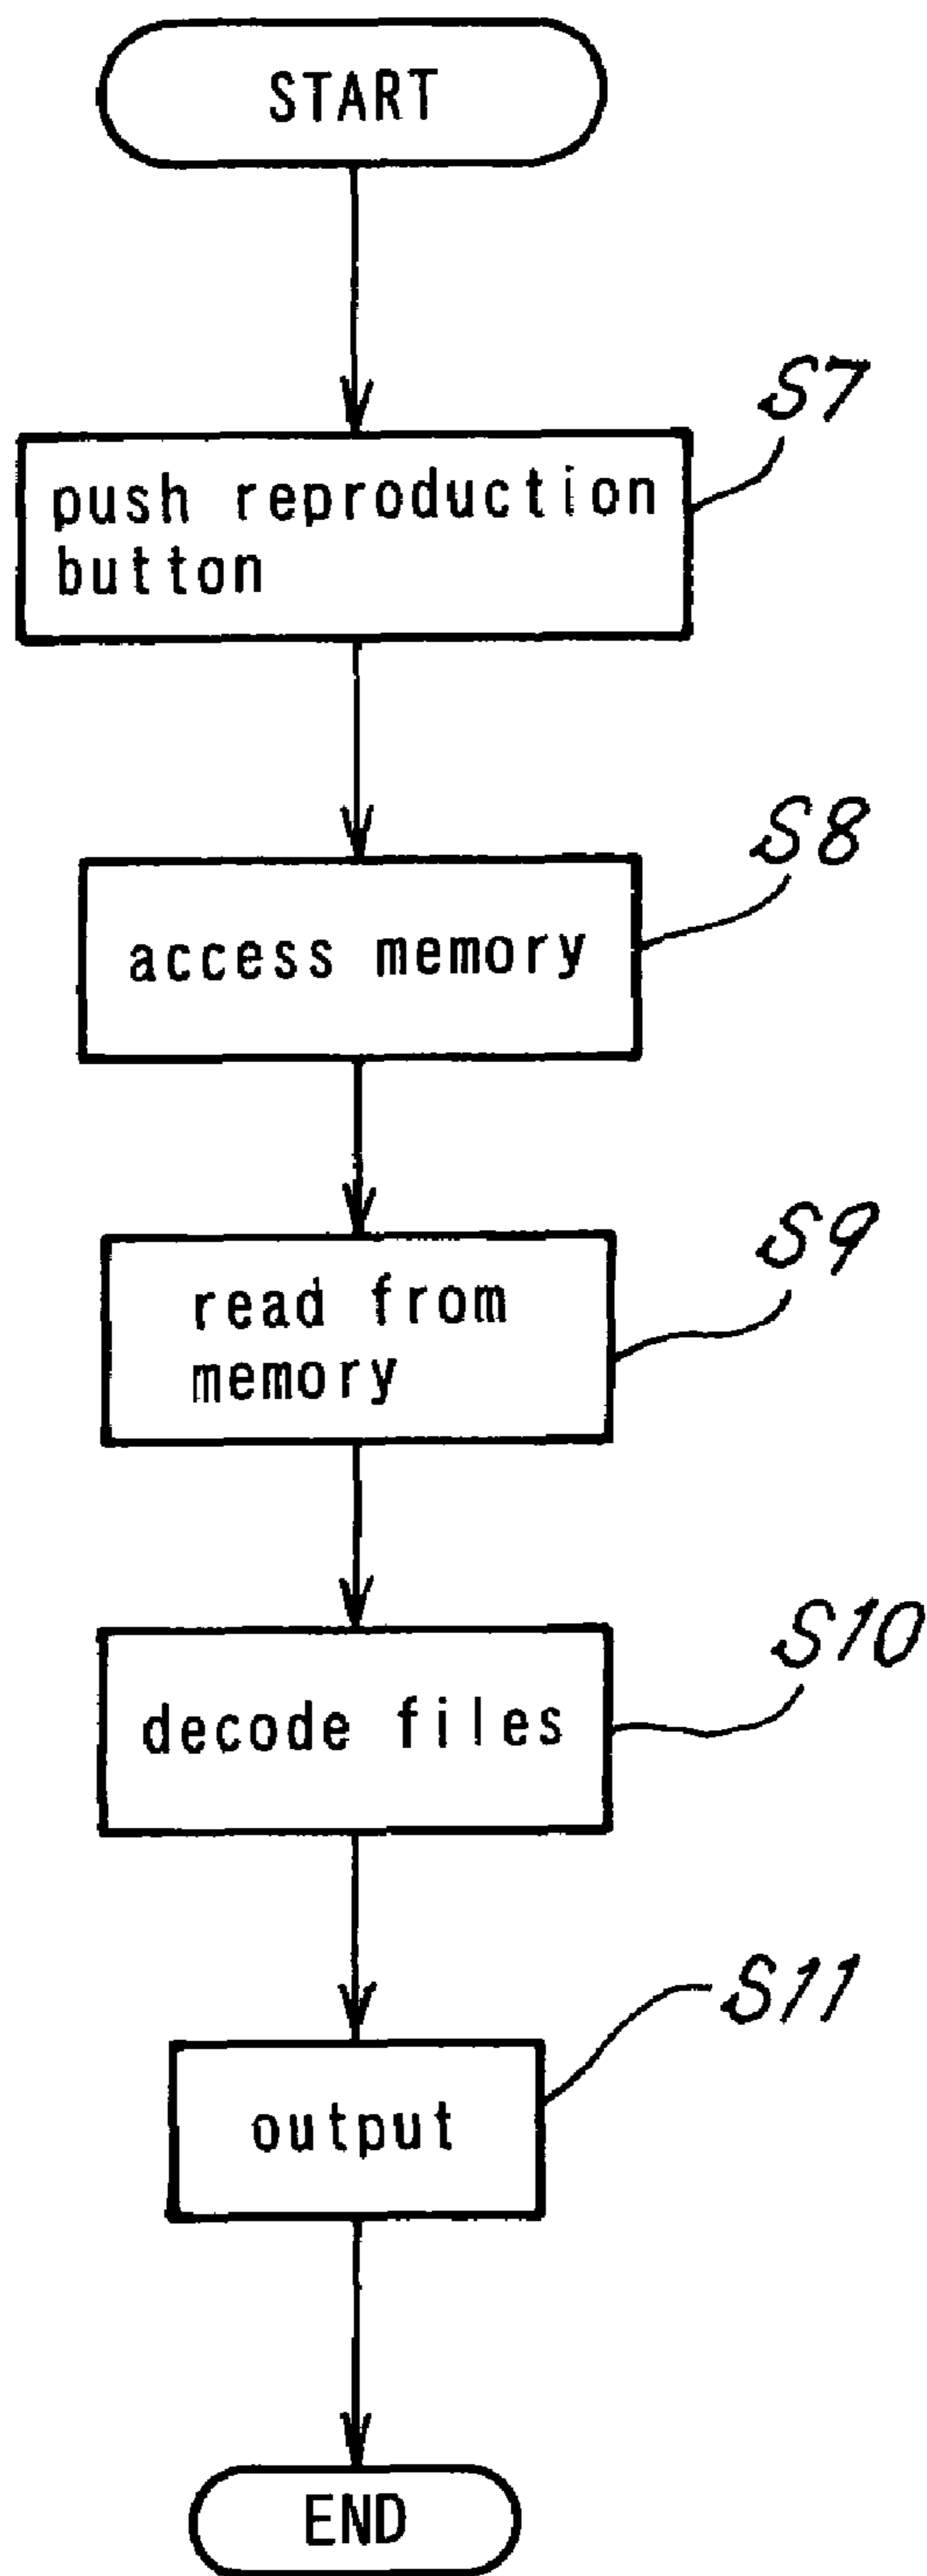 START
S7
push reproduction
button
S8
access memory
S9
read from
memory
S10
decode files
S11
output
END